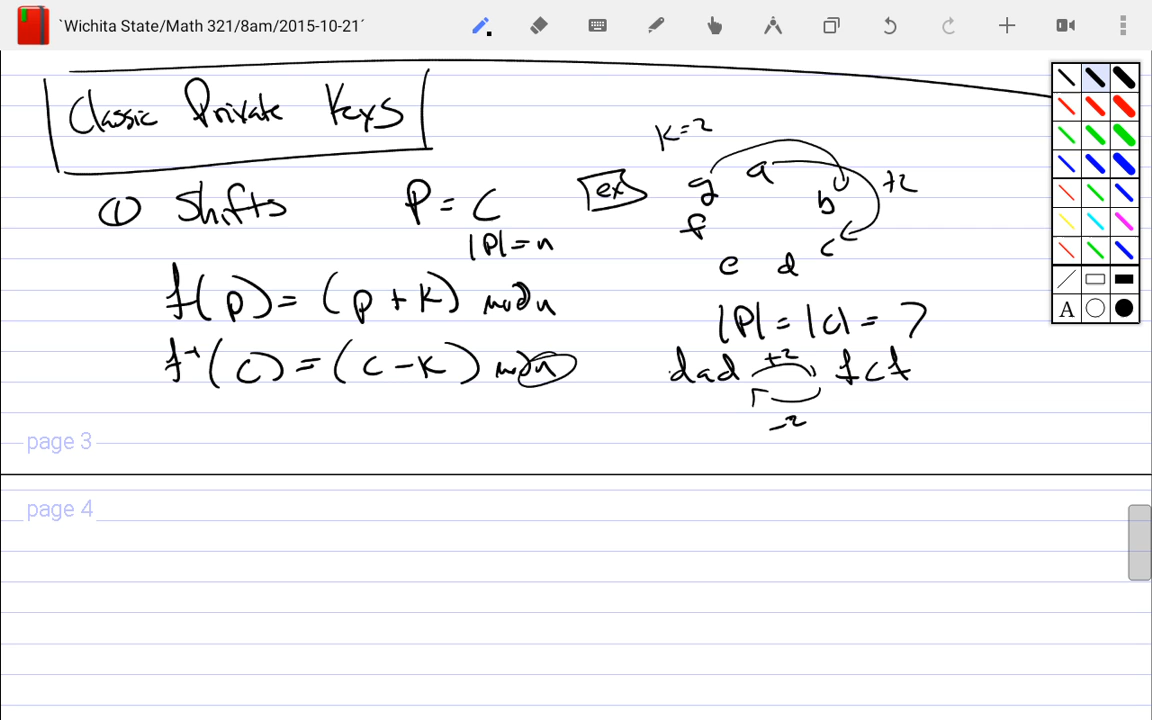 `Wichita State/Math 321/8am/2015-10-21`
Classic Private Keys
① Shifts
P = C
|P| = n
f(p) = (p + k) mod n
f⁻¹(c) = (c - k) mod n
ex
K=2
g a b c d e f
+2
|P| = |C| = 7
dad +2 fcf
-2
page 3
page 4
A